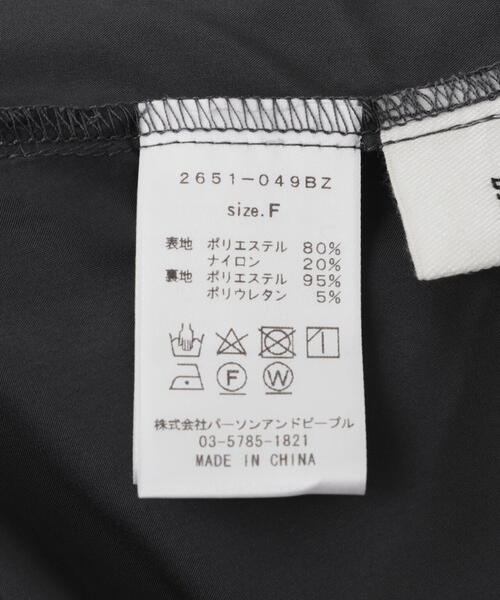 2651-049BZ
size.F
表地 ポリエステル 80%
ナイロン 20%
裏地 ポリエステル 95%
ポリウレタン 5%
F W
株式会社パーソンアンドピープル
03-5785-1821
MADE IN CHINA